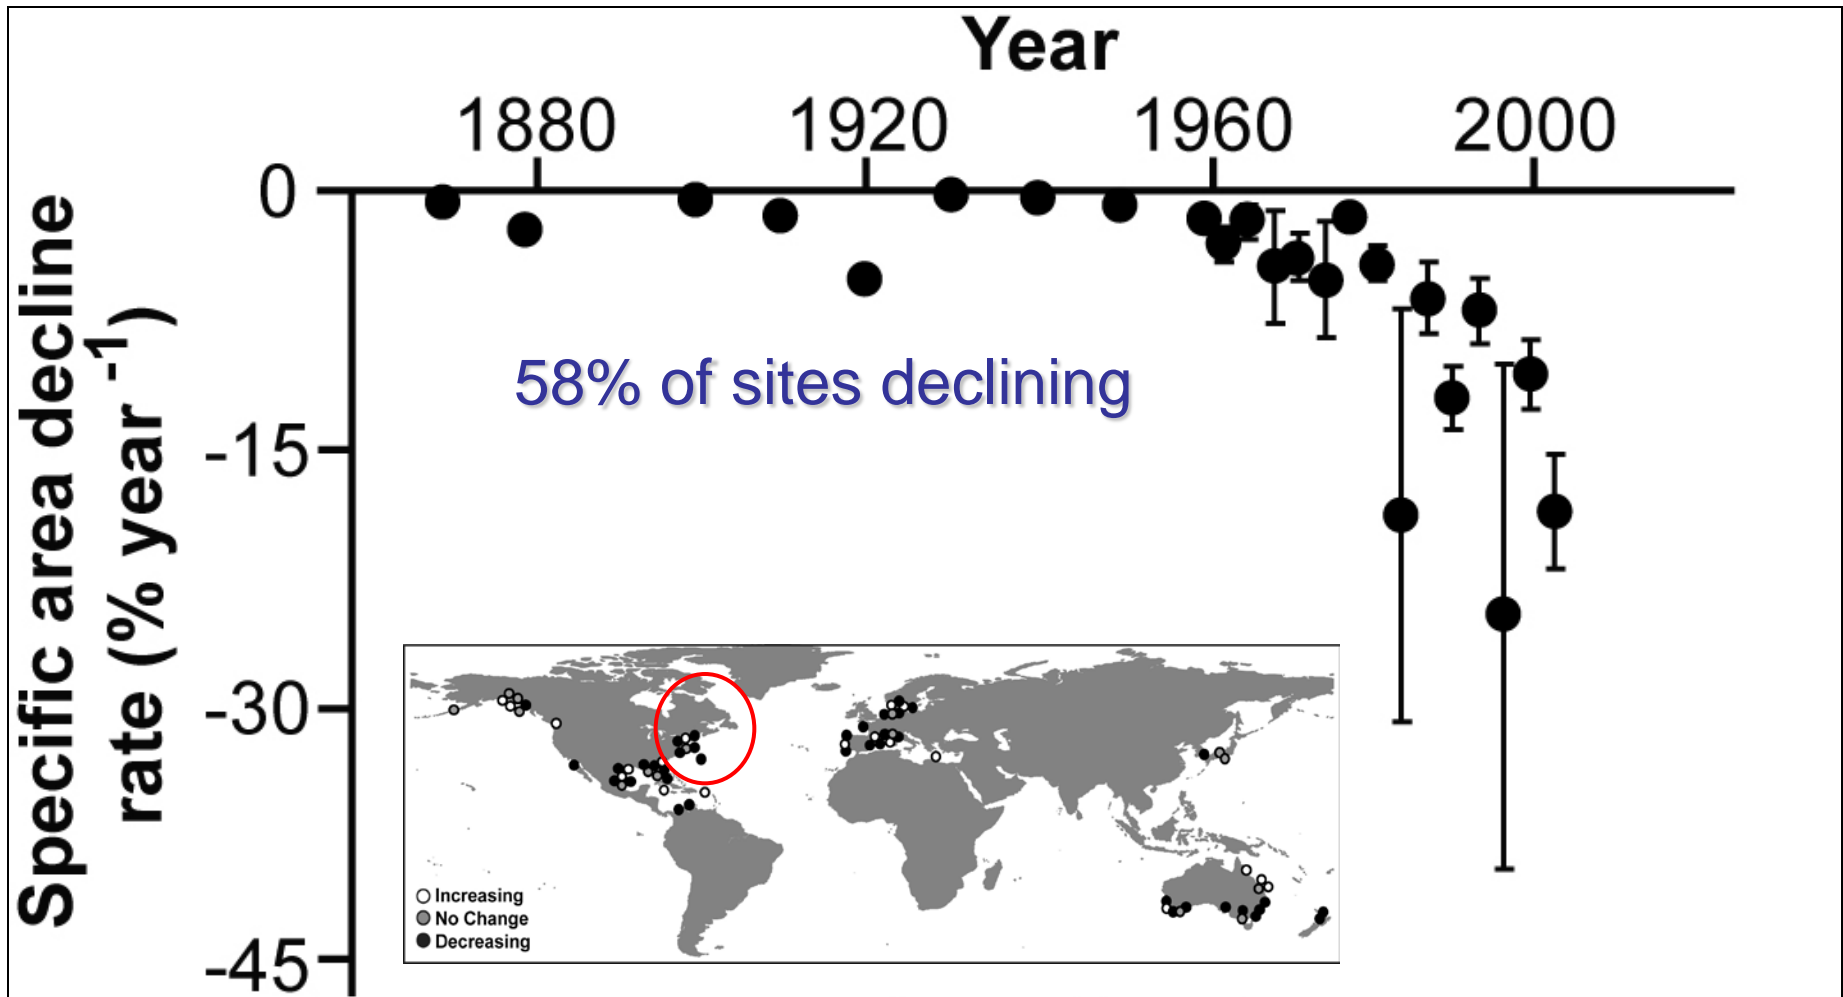 Year
1880 1920 1960 2000
0
-15
-30
-45
Specific area decline
rate (% year -1)
58% of sites declining
Increasing
No Change
Decreasing